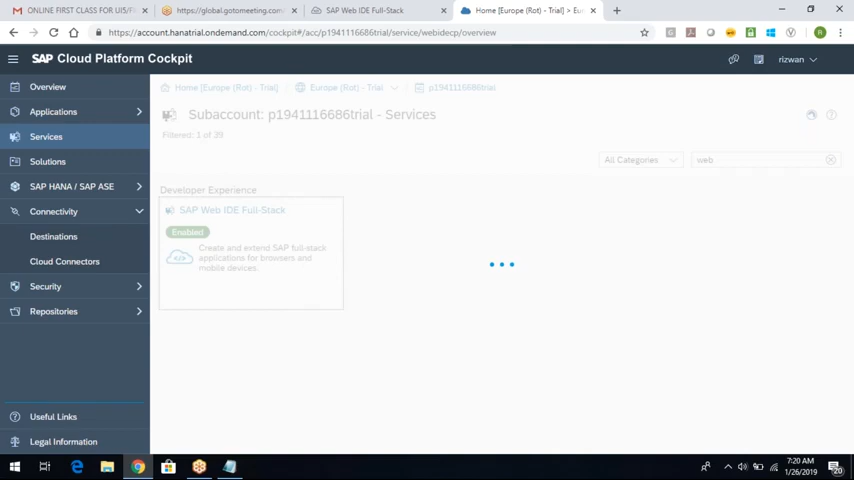 ONLINE FIRST CLASS FOR UI5/FI
https://global.gotomeeting.com
SAP Web IDE Full-Stack
Home [Europe (Rot) - Trial] > Eu
https://account.hanatrial.ondemand.com/cockpit#/acc/p1941116686trial/service/webidecp/overview
SAP Cloud Platform Cockpit
rizwan
Overview
Applications
Services
Solutions
SAP HANA / SAP ASE
Connectivity
Destinations
Cloud Connectors
Security
Repositories
Useful Links
Legal Information
Home [Europe (Rot) - Trial]
Europe (Rot) - Trial
p1941116686trial
Subaccount: p1941116686trial - Services
Filtered: 1 of 39
All Categories
web
Developer Experience
SAP Web IDE Full-Stack
Enabled
Create and extend SAP full-stack
applications for browsers and
mobile devices.
7:20 AM
1/26/2019
20